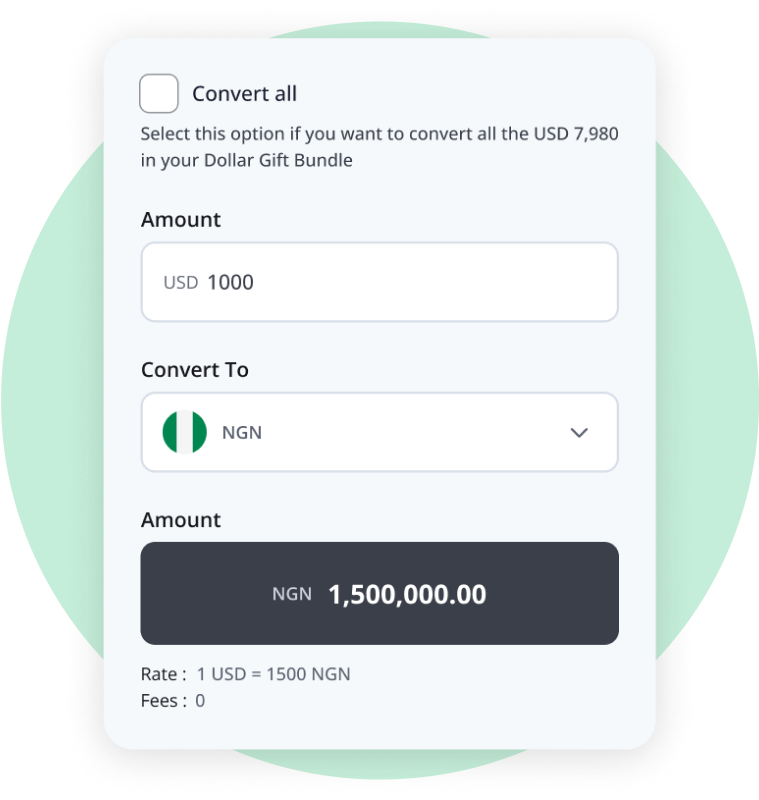 Convert all
Select this option if you want to convert all the USD 7,980
in your Dollar Gift Bundle
Amount
USD 1000
Convert To
NGN
Amount
NGN 1,500,000.00
Rate : 1 USD = 1500 NGN
Fees : 0